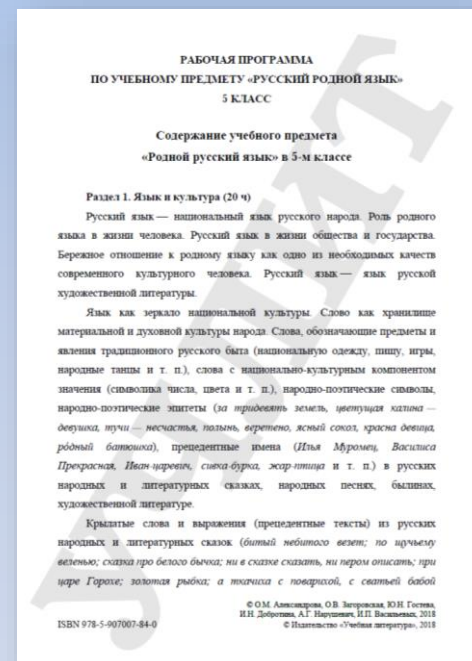 РАБОЧАЯ ПРОГРАММА
ПО УЧЕБНОМУ ПРЕДМЕТУ «РУССКИЙ РОДНОЙ ЯЗЫК»
5 КЛАСС
Содержание учебного предмета
«Родной русский язык» в 5-м классе
Раздел 1. Язык и культура (20 ч)
Русский язык — национальный язык русского народа. Роль родного
языка в жизни человека. Русский язык в жизни общества и государства.
Бережное отношение к родному языку как одно из необходимых качеств
современного культурного человека. Русский язык — язык русской
художественной литературы.
Язык как зеркало национальной культуры. Слово как хранилище
материальной и духовной культуры народа. Слова, обозначающие предметы и
явления традиционного русского быта (национальную одежду, пищу, игры,
народные танцы и т. п.), слова с национально-культурным компонентом
значения (символика числа, цвета и т. п.), народно-поэтические символы,
народно-поэтические эпитеты (за тридевять земель, цветущая калина —
девушка, тучи — несчастья, полынь, веретено, ясный сокол, красна девица,
ро́дный батюшка), прецедентные имена (Илья Муромец, Василиса
Прекрасная, Иван-царевич, сивка-бурка, жар-птица и т. п.) в русских
народных и литературных сказках, народных песнях, былинах,
художественной литературе.
Крылатые слова и выражения (прецедентные тексты) из русских
народных и литературных сказок (битый небитого везет; по щучьему
веленью; сказка про белого бычка; ни в сказке сказать, ни пером описать; при
царе Горохе; золотая рыбка; а ткачиха с поварихой, с сватьей бабой
© О.М. Александрова, О.В. Загоровская, Ю.Н. Гостева,
И.Н. Добротина, А.Г. Нарушевич, И.П. Васильевых, 2018
ISBN 978-5-907007-84-0 © Издательство «Учебная литература», 2018
УЧЛИТ